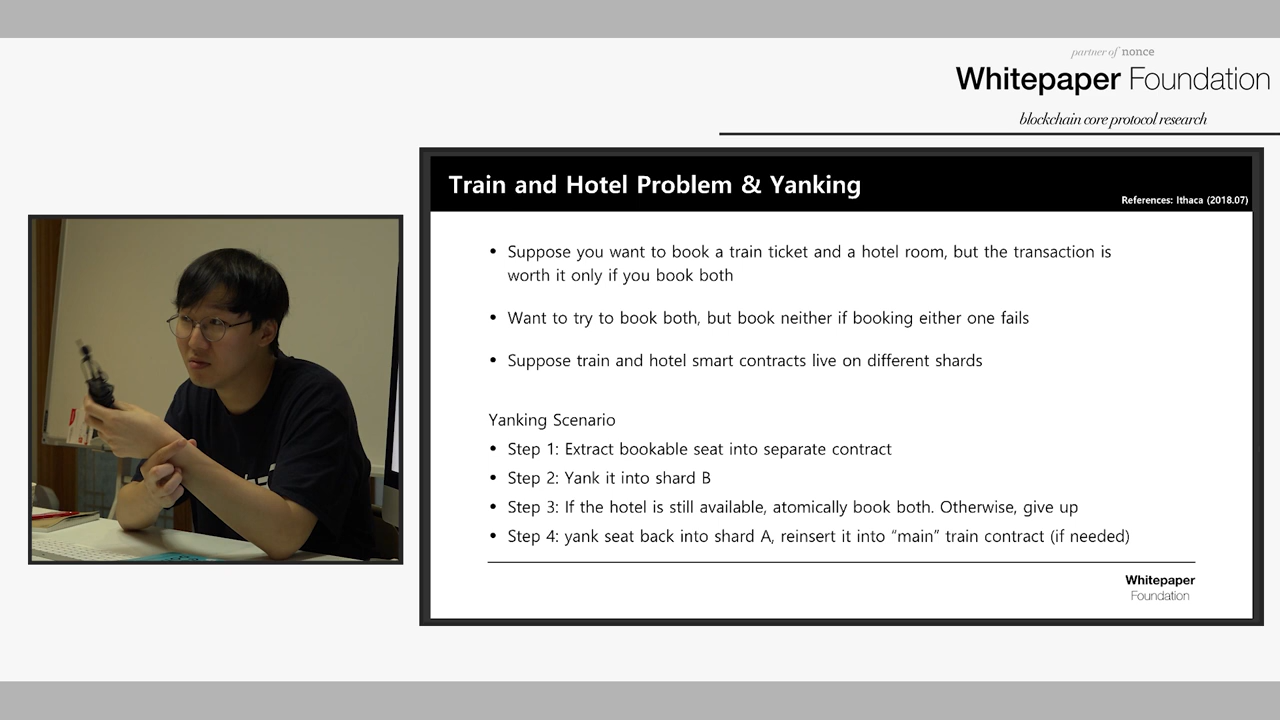 partner of nonce
Whitepaper Foundation
blockchain core protocol research
Train and Hotel Problem & Yanking
References: Ithaca (2018.07)
• Suppose you want to book a train ticket and a hotel room, but the transaction is
worth it only if you book both
• Want to try to book both, but book neither if booking either one fails
• Suppose train and hotel smart contracts live on different shards
Yanking Scenario
• Step 1: Extract bookable seat into separate contract
• Step 2: Yank it into shard B
• Step 3: If the hotel is still available, atomically book both. Otherwise, give up
• Step 4: yank seat back into shard A, reinsert it into “main” train contract (if needed)
Whitepaper
Foundation